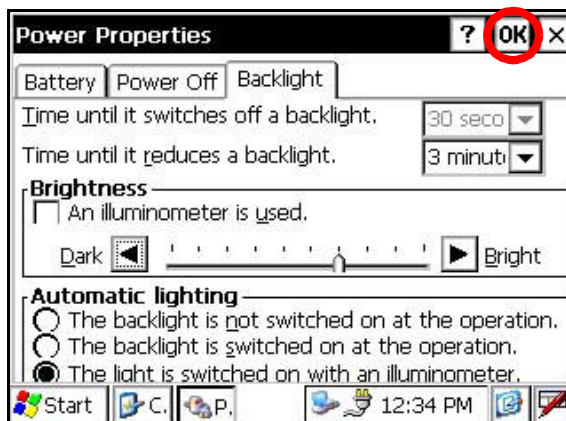 Power Properties ? OK ×
Battery Power Off Backlight
Time until it switches off a backlight. 30 seco
Time until it reduces a backlight. 3 minut
Brightness
An illuminometer is used.
Dark Bright
Automatic lighting
The backlight is not switched on at the operation.
The backlight is switched on at the operation.
The light is switched on with an illuminometer.
Start C. P. 12:34 PM